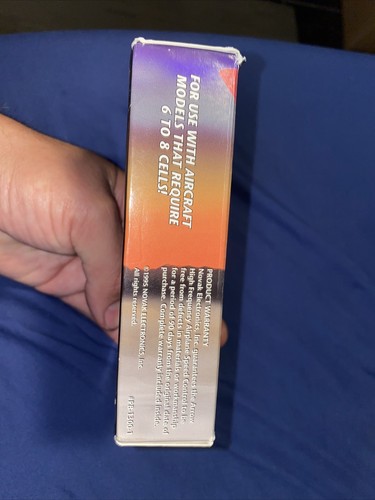 FOR USE WITH AIRCRAFT
MODELS THAT REQUIRE
6 TO 8 CELLS!
PRODUCT WARRANTY
Novak Electronics, Inc. guarantees the Arrow
High Frequency Airplane Speed Control to be
free from defects in materials or workmanship
for a period of 90 days from the original date of
purchase. Complete warranty included inside.
©1995 NOVAK ELECTRONICS, Inc.
All rights reserved.